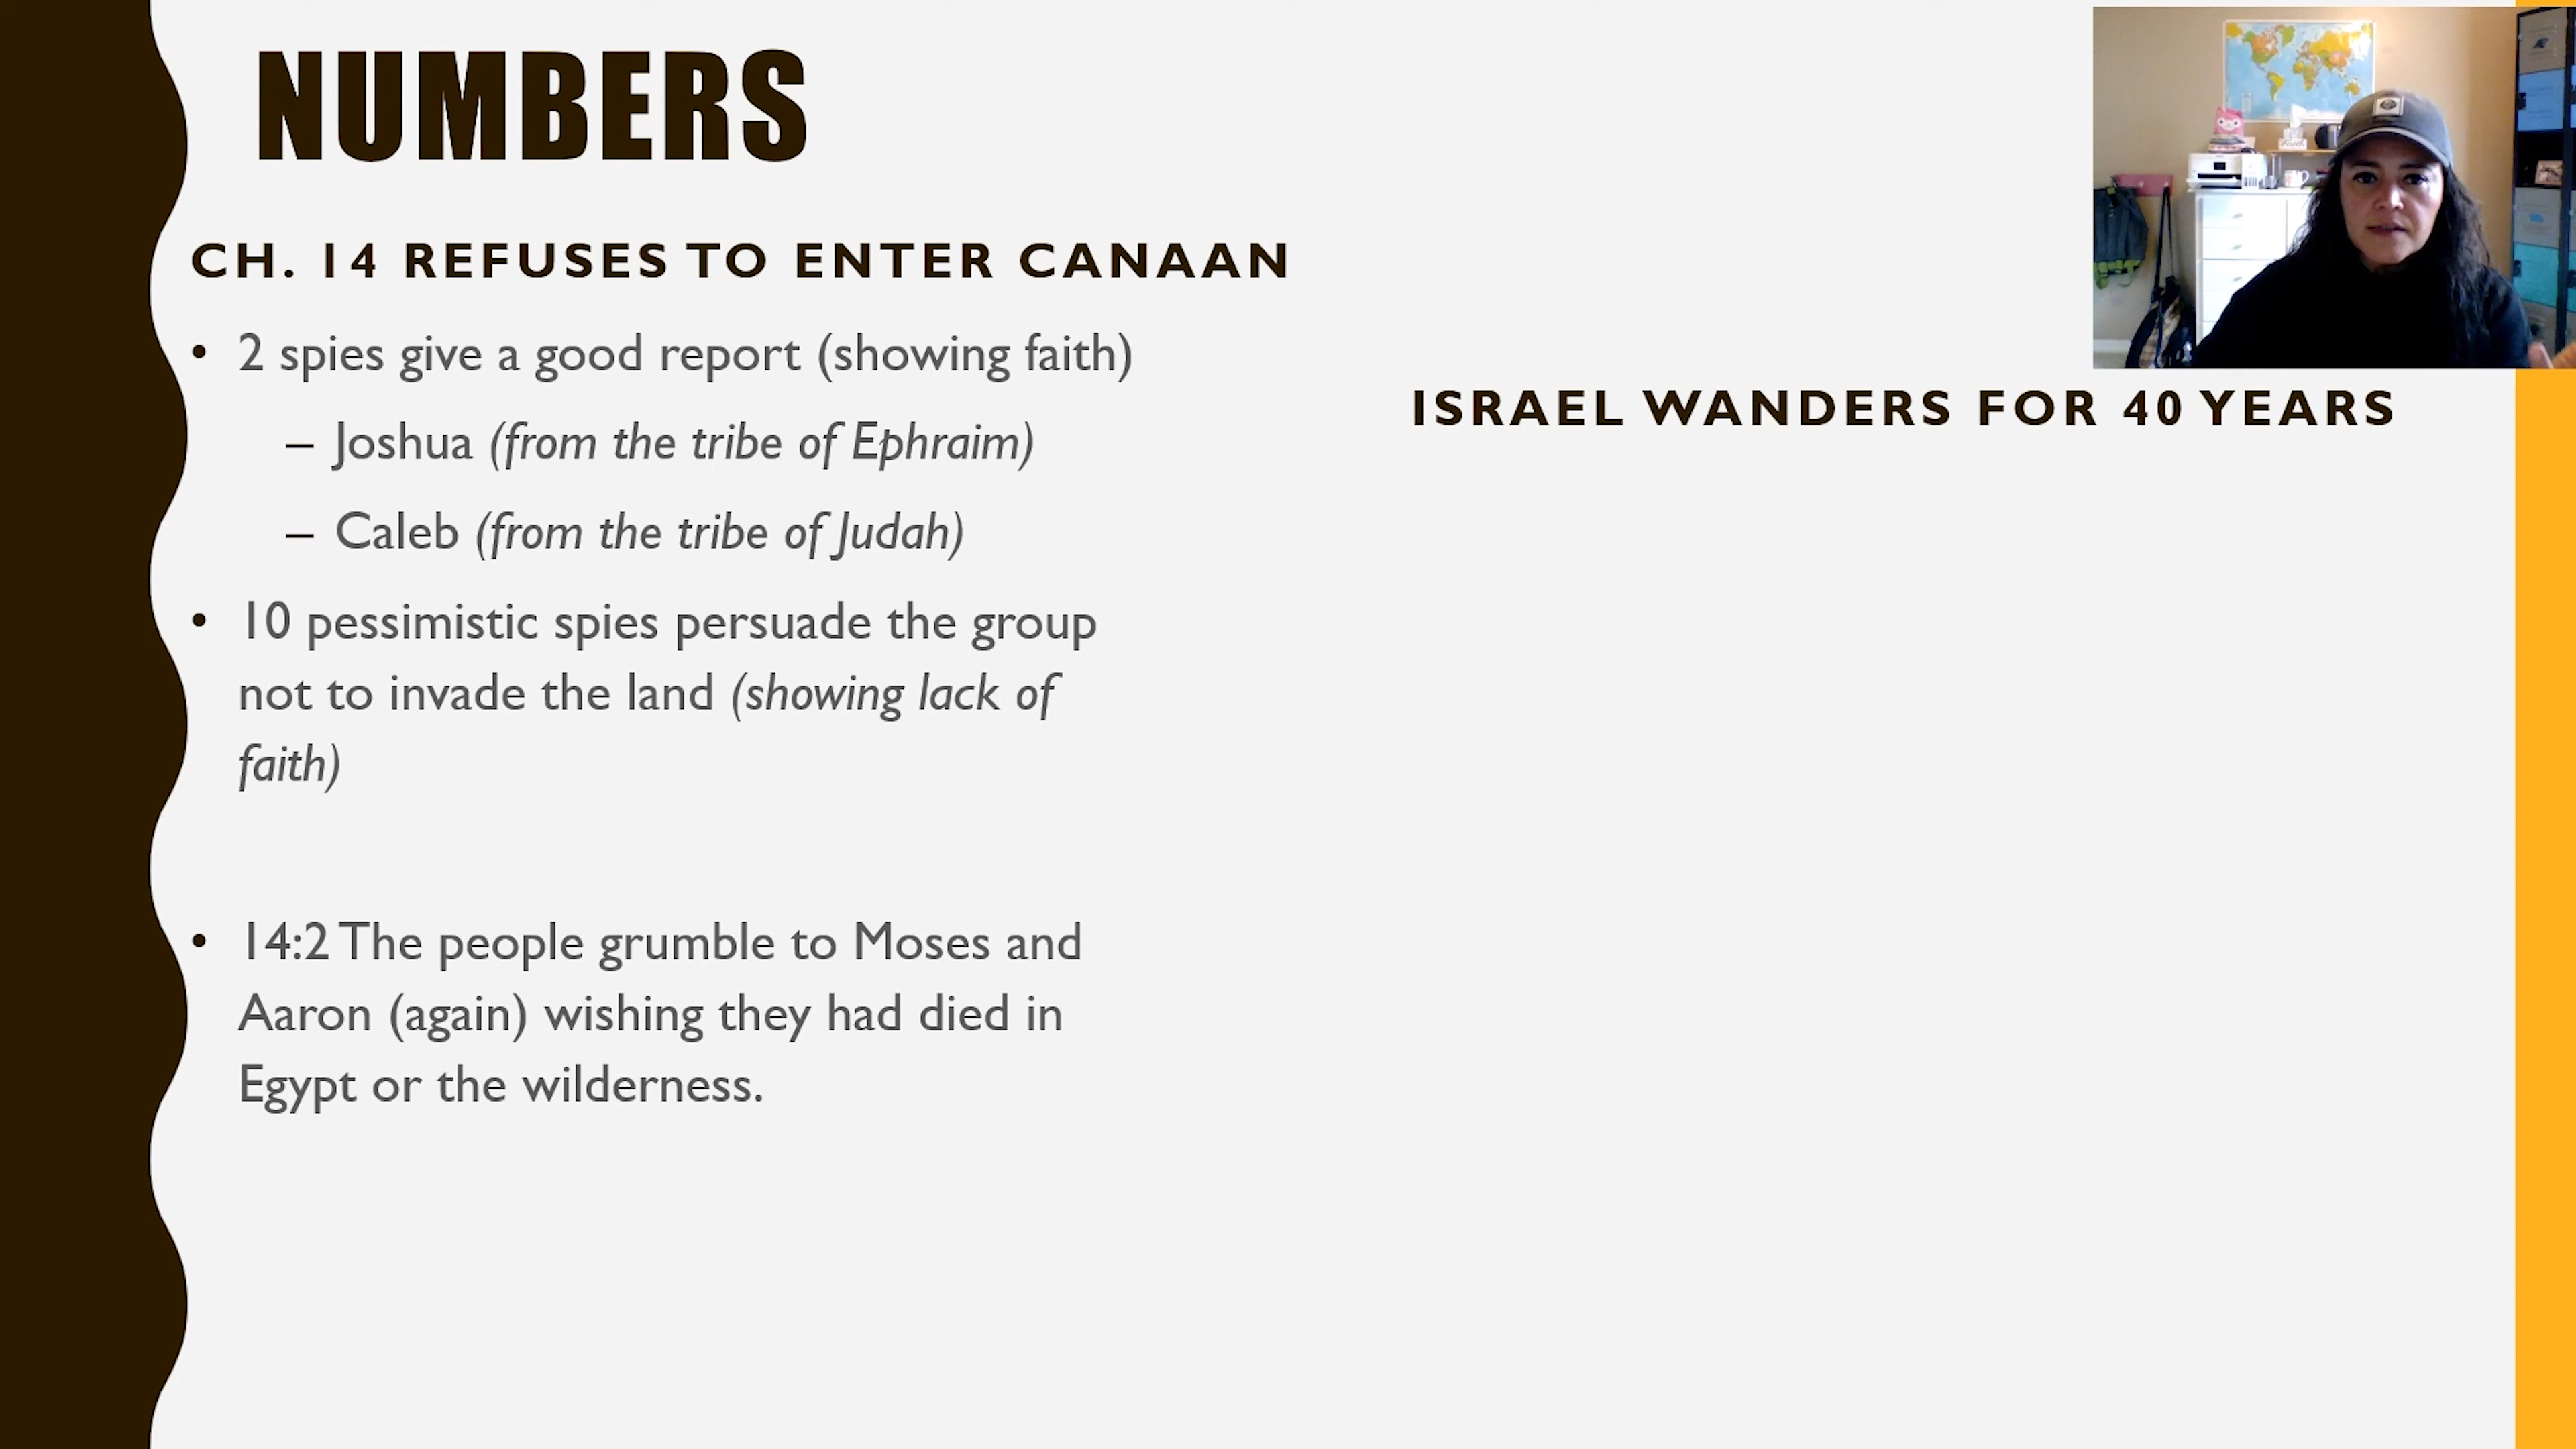 NUMBERS
CH. 14 REFUSES TO ENTER CANAAN
• 2 spies give a good report (showing faith)
– Joshua (from the tribe of Ephraim)
– Caleb (from the tribe of Judah)
• 10 pessimistic spies persuade the group
not to invade the land (showing lack of
faith)
• 14:2 The people grumble to Moses and
Aaron (again) wishing they had died in
Egypt or the wilderness.
ISRAEL WANDERS FOR 40 YEARS